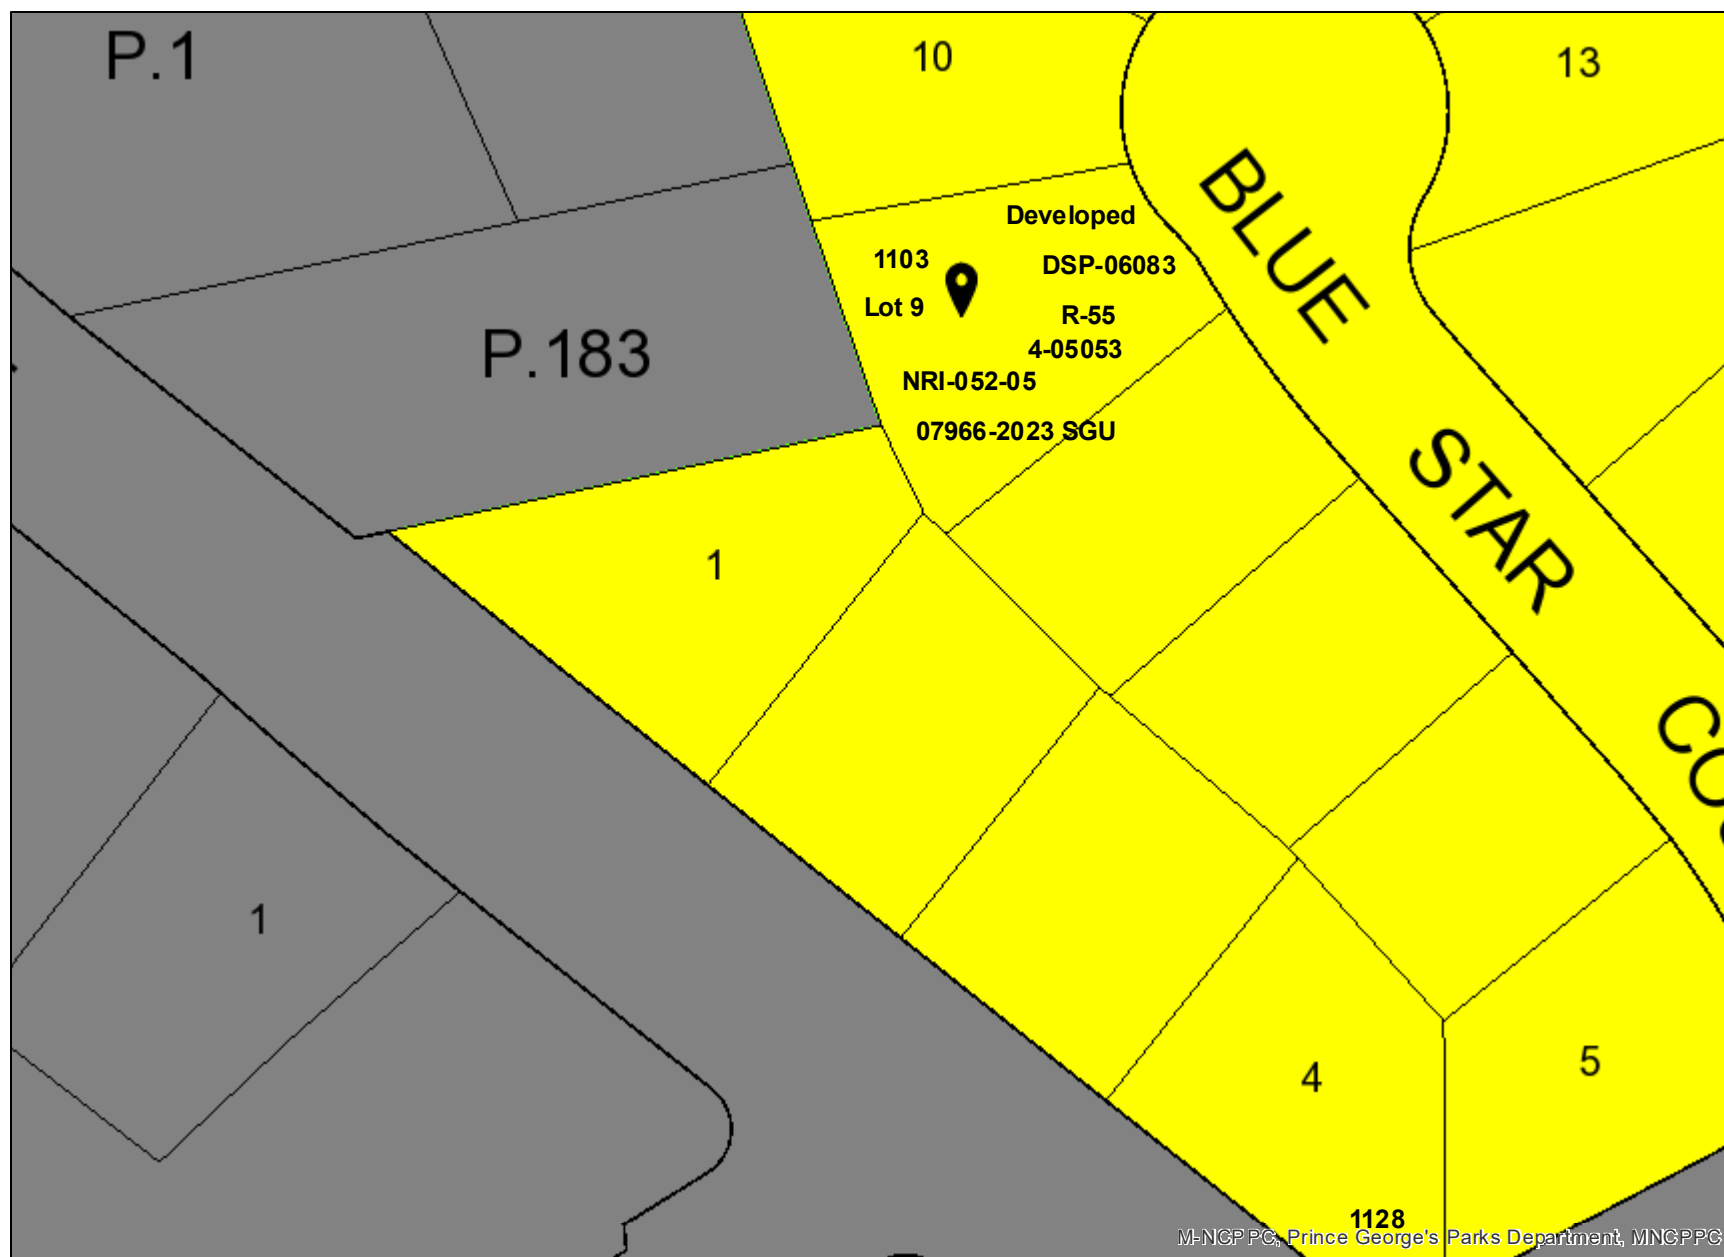 P.1
10
13
Developed
1103
DSP-06083
Lot 9
R-55
4-05053
NRI-052-05
07966-2023 SGU
P.183
BLUE
STAR
1
1
4
5
1128
M-NCPPC, Prince George's Parks Department, MNCPPC